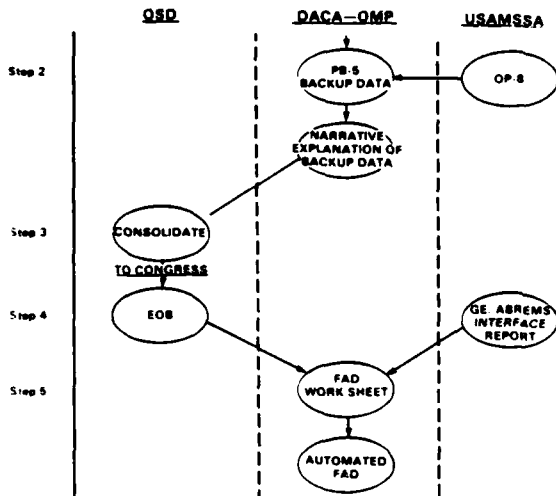 OSD DACA-OMP USAMSSA
Step 2
PB-5
BACKUP DATA
OP-8
NARRATIVE
EXPLANATION OF
BACKUP DATA
Step 3
CONSOLIDATE
TO CONGRESS
Step 4
EOB
GE. ABREMS
INTERFACE
REPORT
Step 5
FAD
WORK SHEET
AUTOMATED
FAD